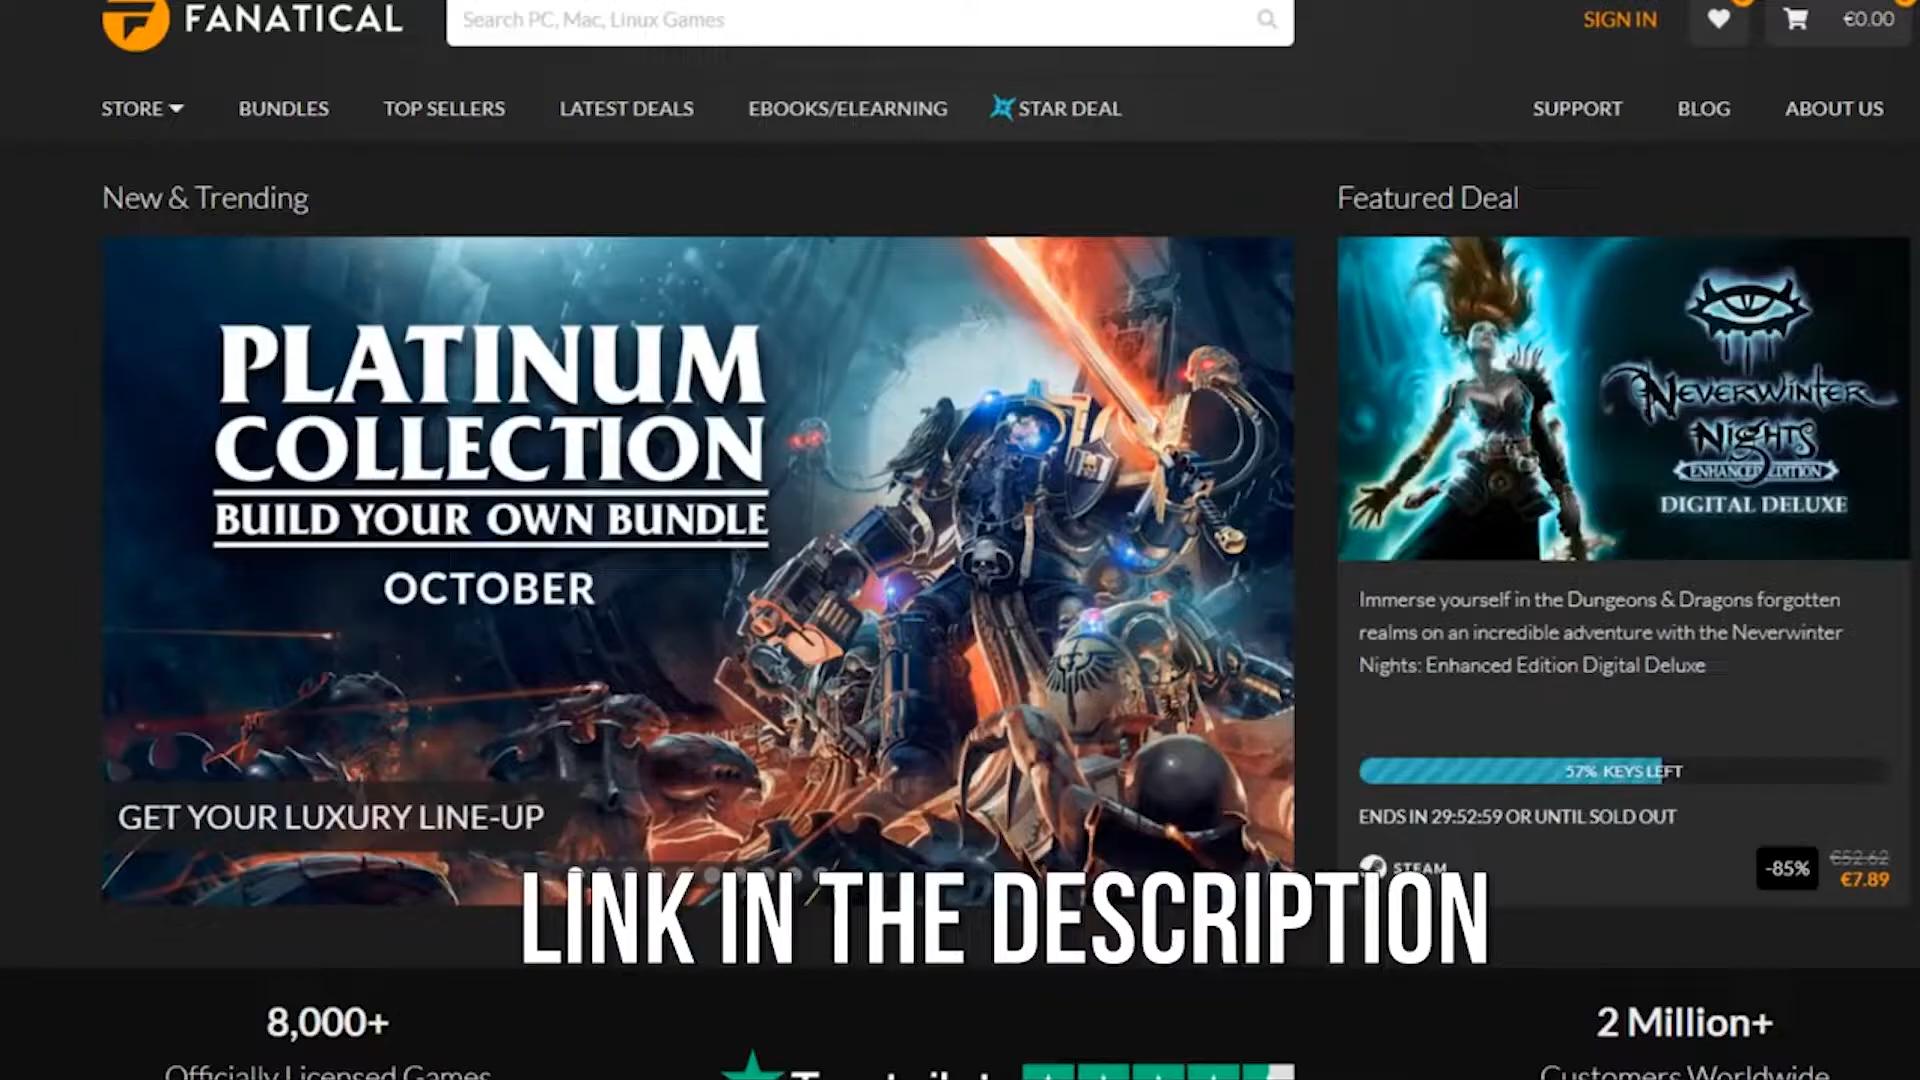 FANATICAL
Search PC, Mac, Linux Games
SIGN IN
€0.00
STORE
BUNDLES
TOP SELLERS
LATEST DEALS
EBOOKS/ELEARNING
STAR DEAL
SUPPORT
BLOG
ABOUT US
New & Trending
PLATINUM
COLLECTION
BUILD YOUR OWN BUNDLE
OCTOBER
GET YOUR LUXURY LINE-UP
Featured Deal
NEVERWINTER
NIGHTS
ENHANCED EDITION
DIGITAL DELUXE
Immerse yourself in the Dungeons & Dragons forgotten
realms on an incredible adventure with the Neverwinter
Nights: Enhanced Edition Digital Deluxe
57% KEYS LEFT
ENDS IN 29:52:59 OR UNTIL SOLD OUT
STEAM
-85%
€52.62
€7.89
LINK IN THE DESCRIPTION
8,000+
Officially Licensed Games
Trustpilot
2 Million+
Customers Worldwide